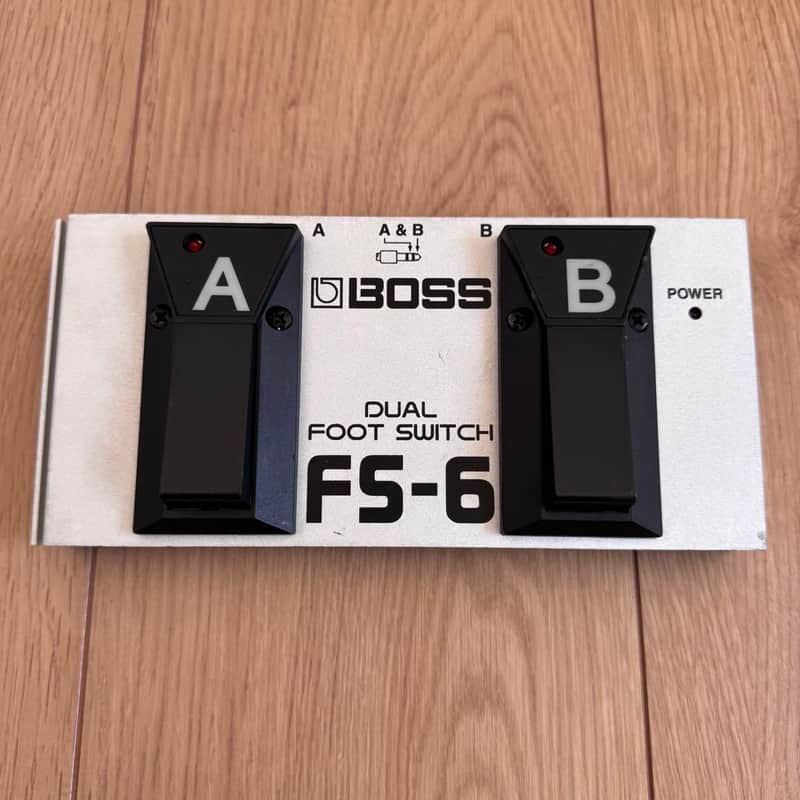 A A & B B
A
B
BOSS
POWER
DUAL
FOOT SWITCH
FS-6